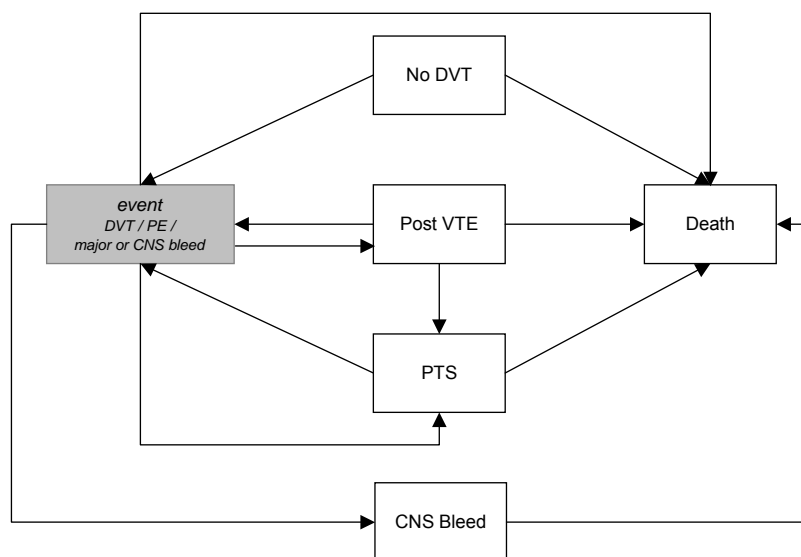 No DVT
event
DVT / PE /
major or CNS bleed
Post VTE
Death
PTS
CNS Bleed